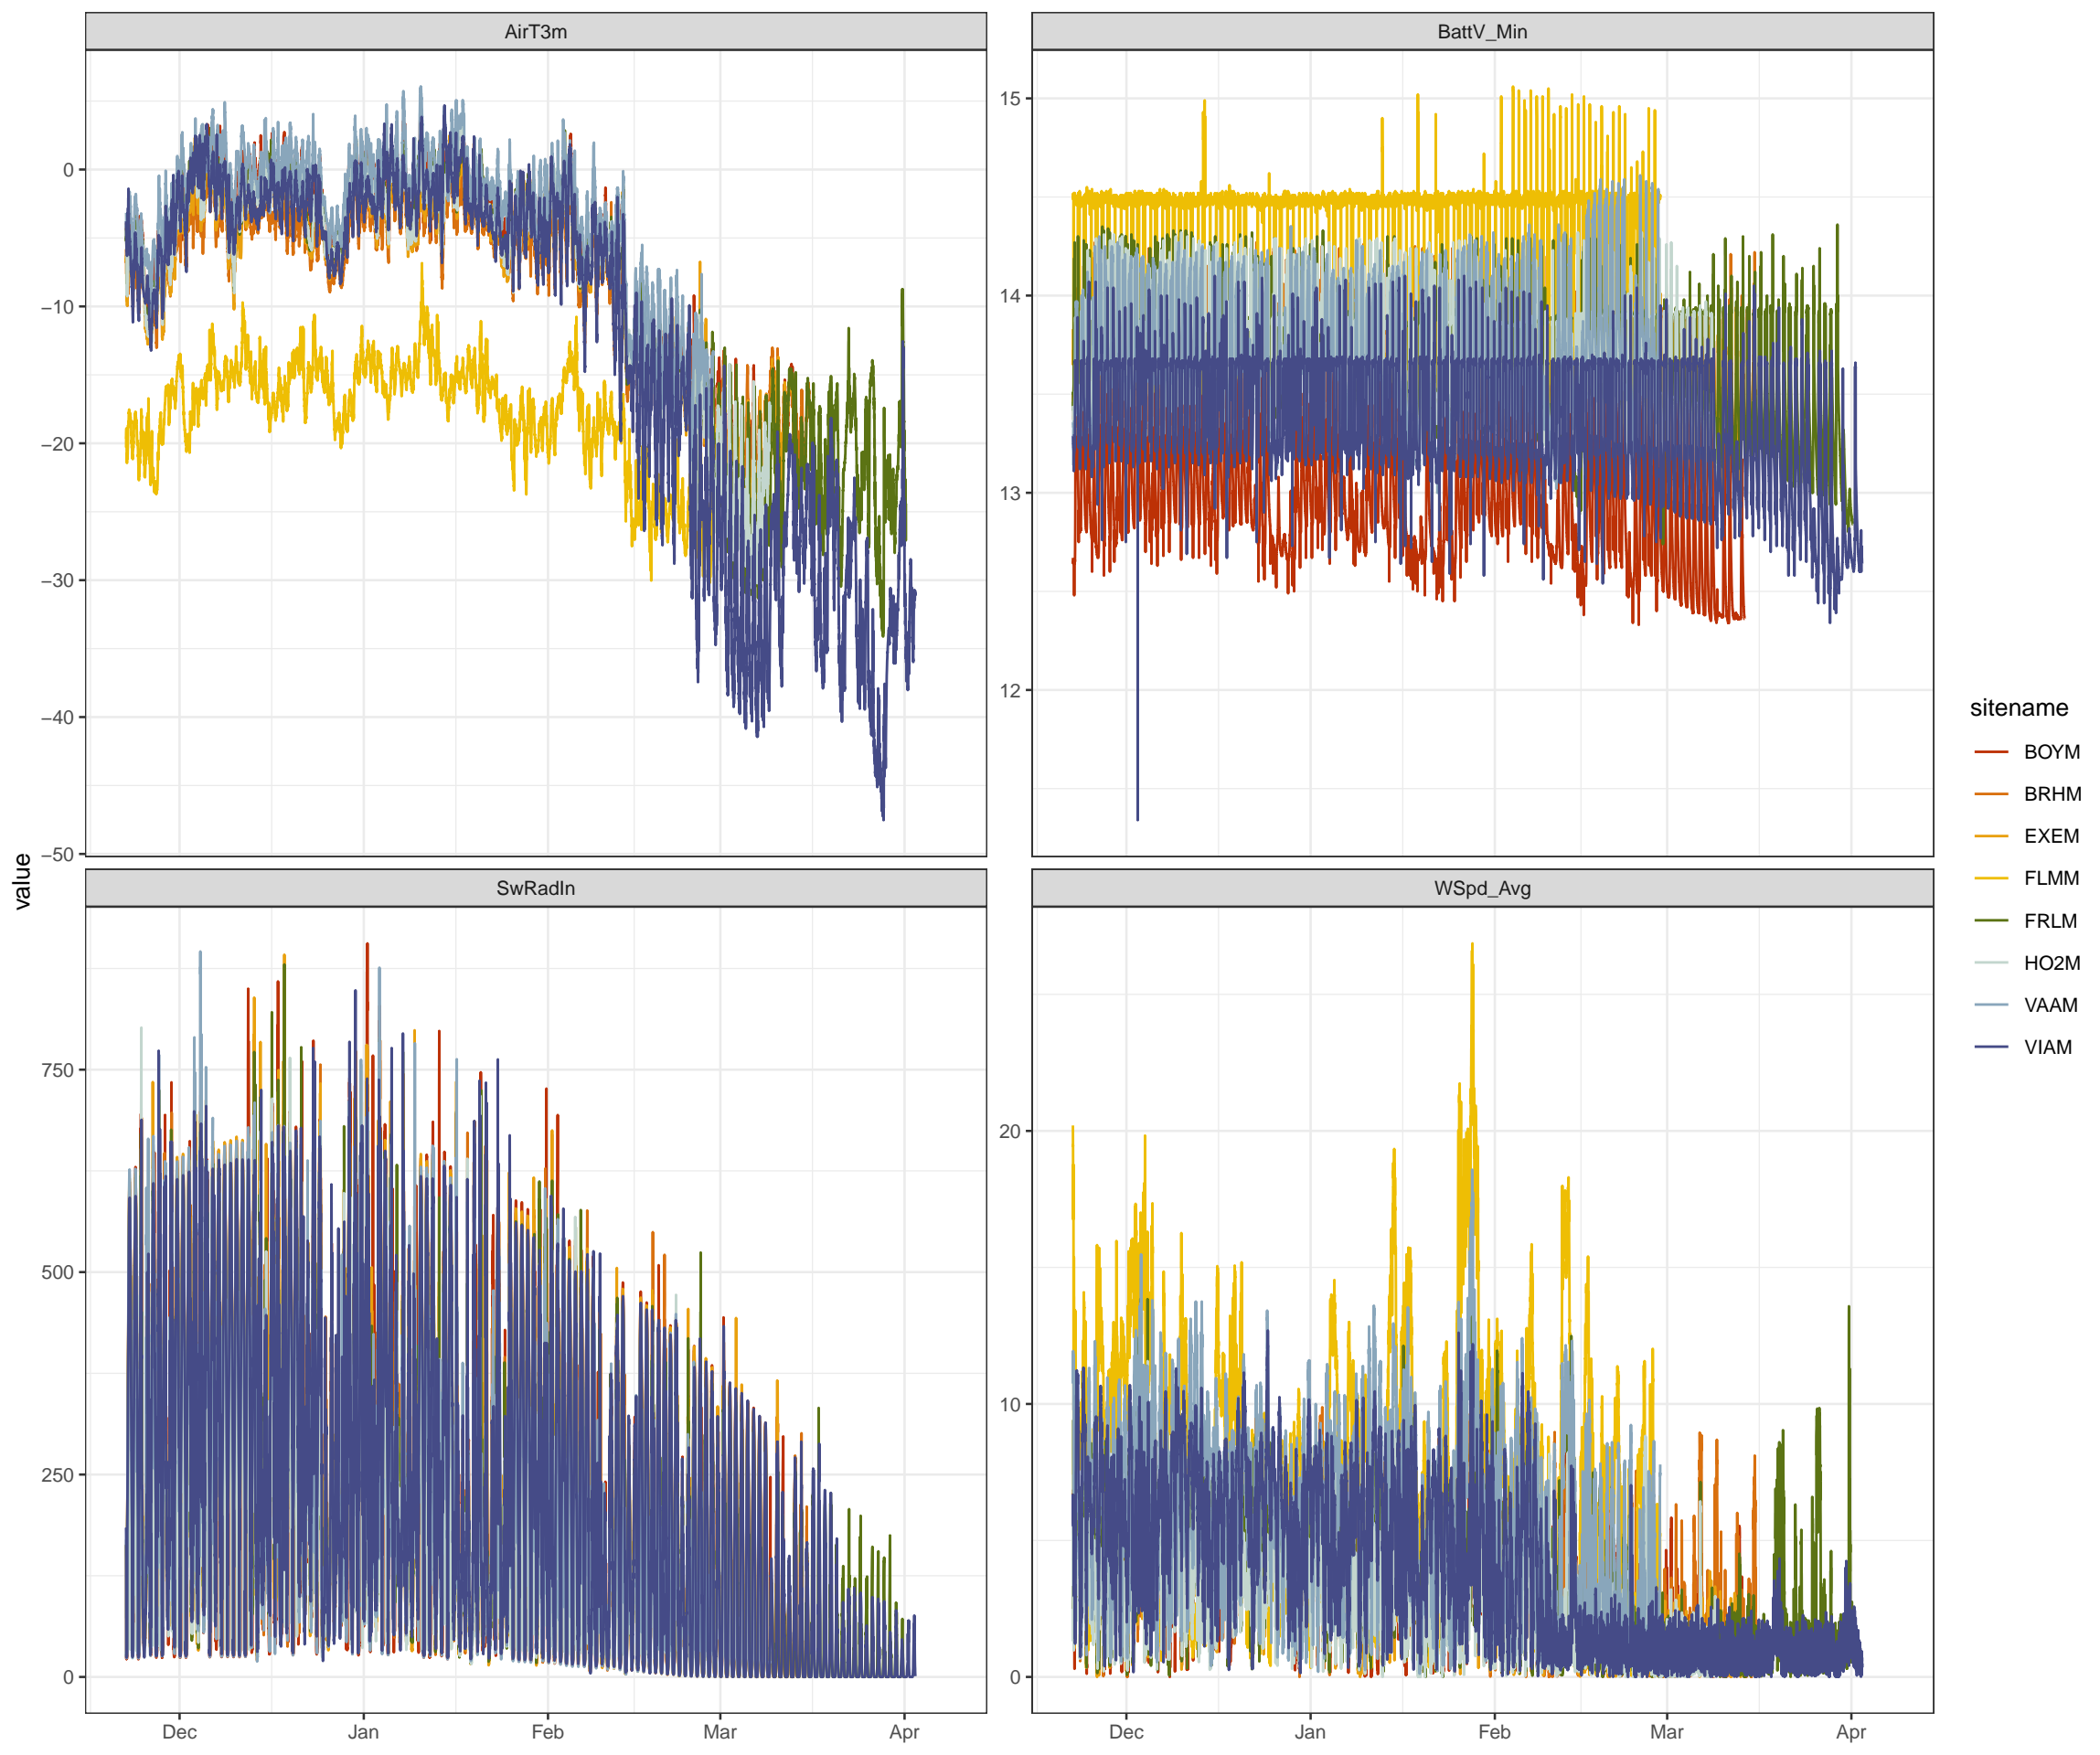 AirT3m
BattV_Min
0
−10
−20
−30
−40
−50
15
14
13
12
value
SwRadIn
WSpd_Avg
750
500
250
0
20
10
0
Dec Jan Feb Mar Apr
Dec Jan Feb Mar Apr
sitename
BOYM
BRHM
EXEM
FLMM
FRLM
HO2M
VAAM
VIAM